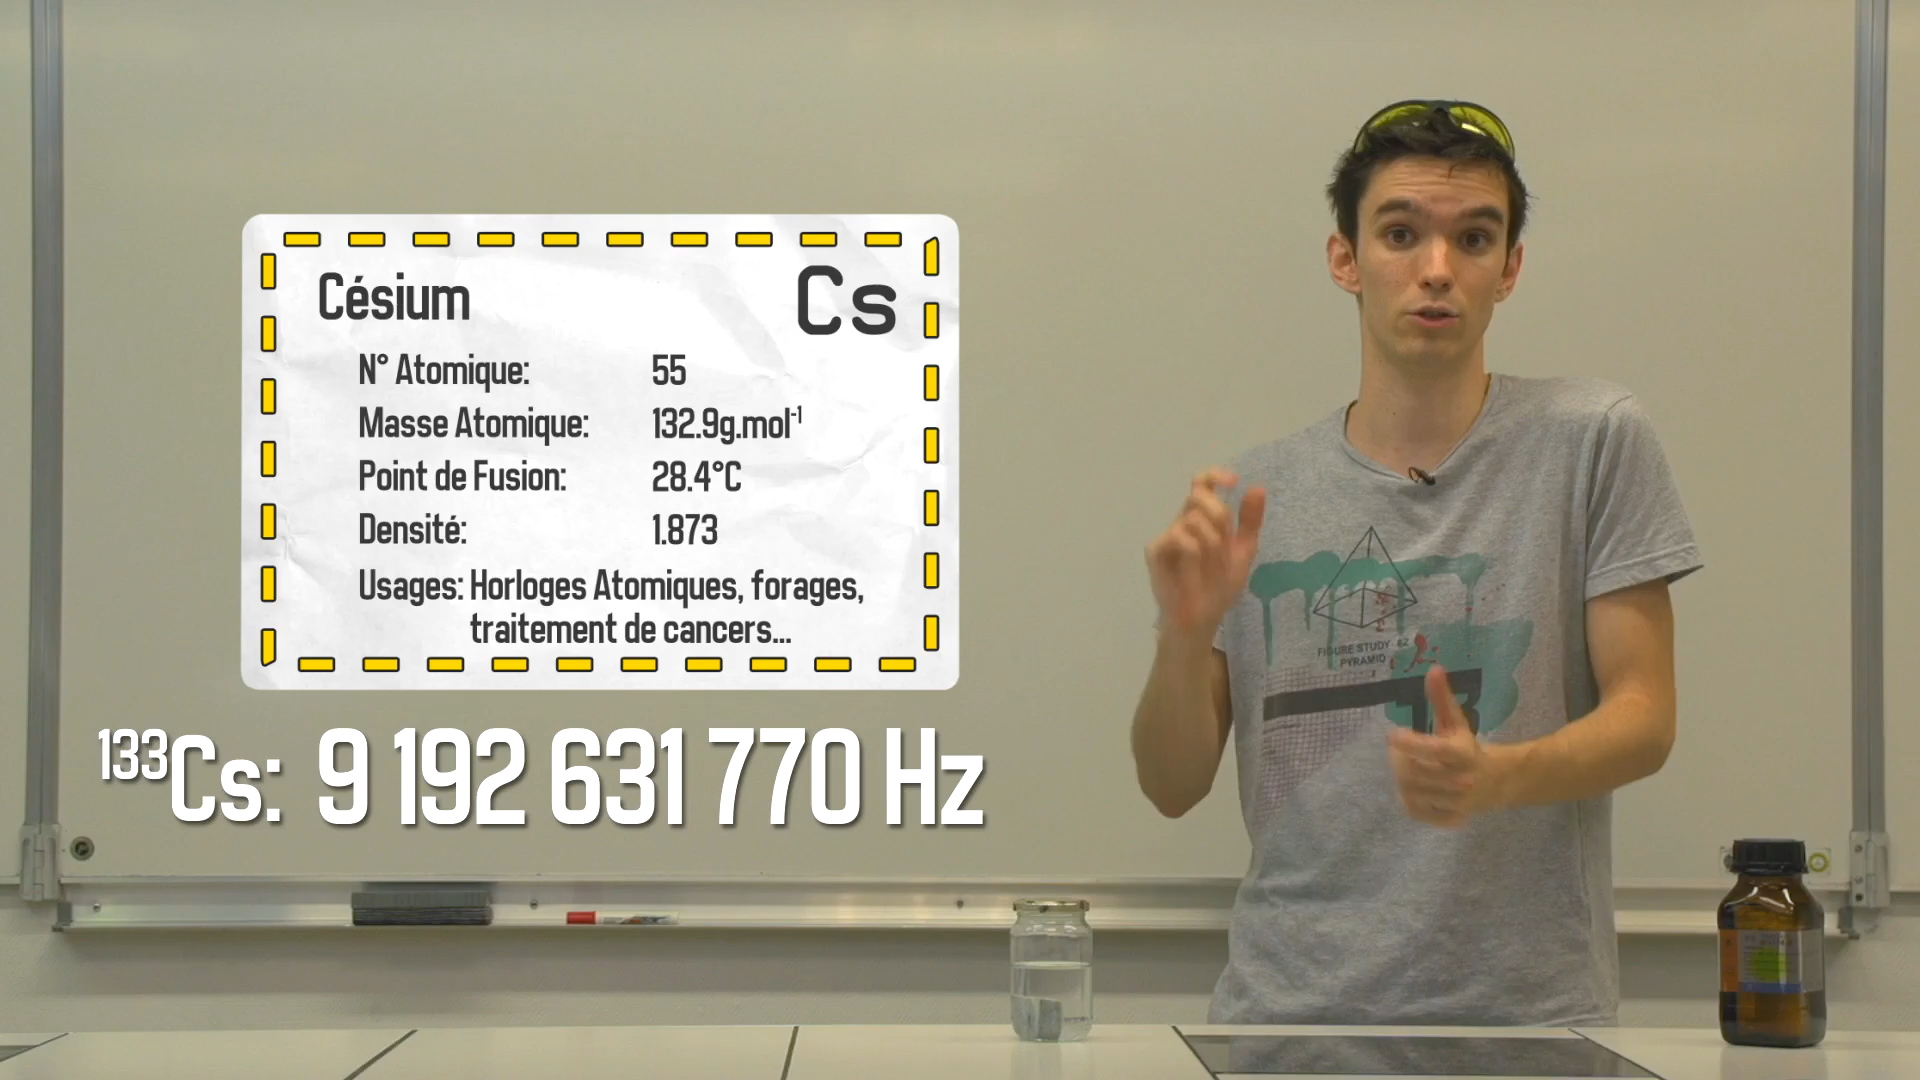 Césium Cs
N° Atomique: 55
Masse Atomique: 132.9g.mol⁻¹
Point de Fusion: 28.4°C
Densité: 1.873
Usages: Horloges Atomiques, forages,
traitement de cancers...
¹³³Cs: 9 192 631 770 Hz
FIGURE STUDY #2
PYRAMID